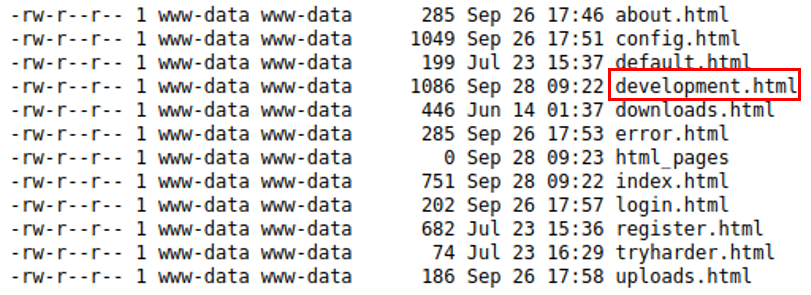 -rw-r--r-- 1 www-data www-data 285 Sep 26 17:46 about.html
-rw-r--r-- 1 www-data www-data 1049 Sep 26 17:51 config.html
-rw-r--r-- 1 www-data www-data 199 Jul 23 15:37 default.html
-rw-r--r-- 1 www-data www-data 1086 Sep 28 09:22 development.html
-rw-r--r-- 1 www-data www-data 446 Jun 14 01:37 downloads.html
-rw-r--r-- 1 www-data www-data 285 Sep 26 17:53 error.html
-rw-r--r-- 1 www-data www-data 0 Sep 28 09:23 html_pages
-rw-r--r-- 1 www-data www-data 751 Sep 28 09:22 index.html
-rw-r--r-- 1 www-data www-data 202 Sep 26 17:57 login.html
-rw-r--r-- 1 www-data www-data 682 Jul 23 15:36 register.html
-rw-r--r-- 1 www-data www-data 74 Jul 23 16:29 tryharder.html
-rw-r--r-- 1 www-data www-data 186 Sep 26 17:58 uploads.html